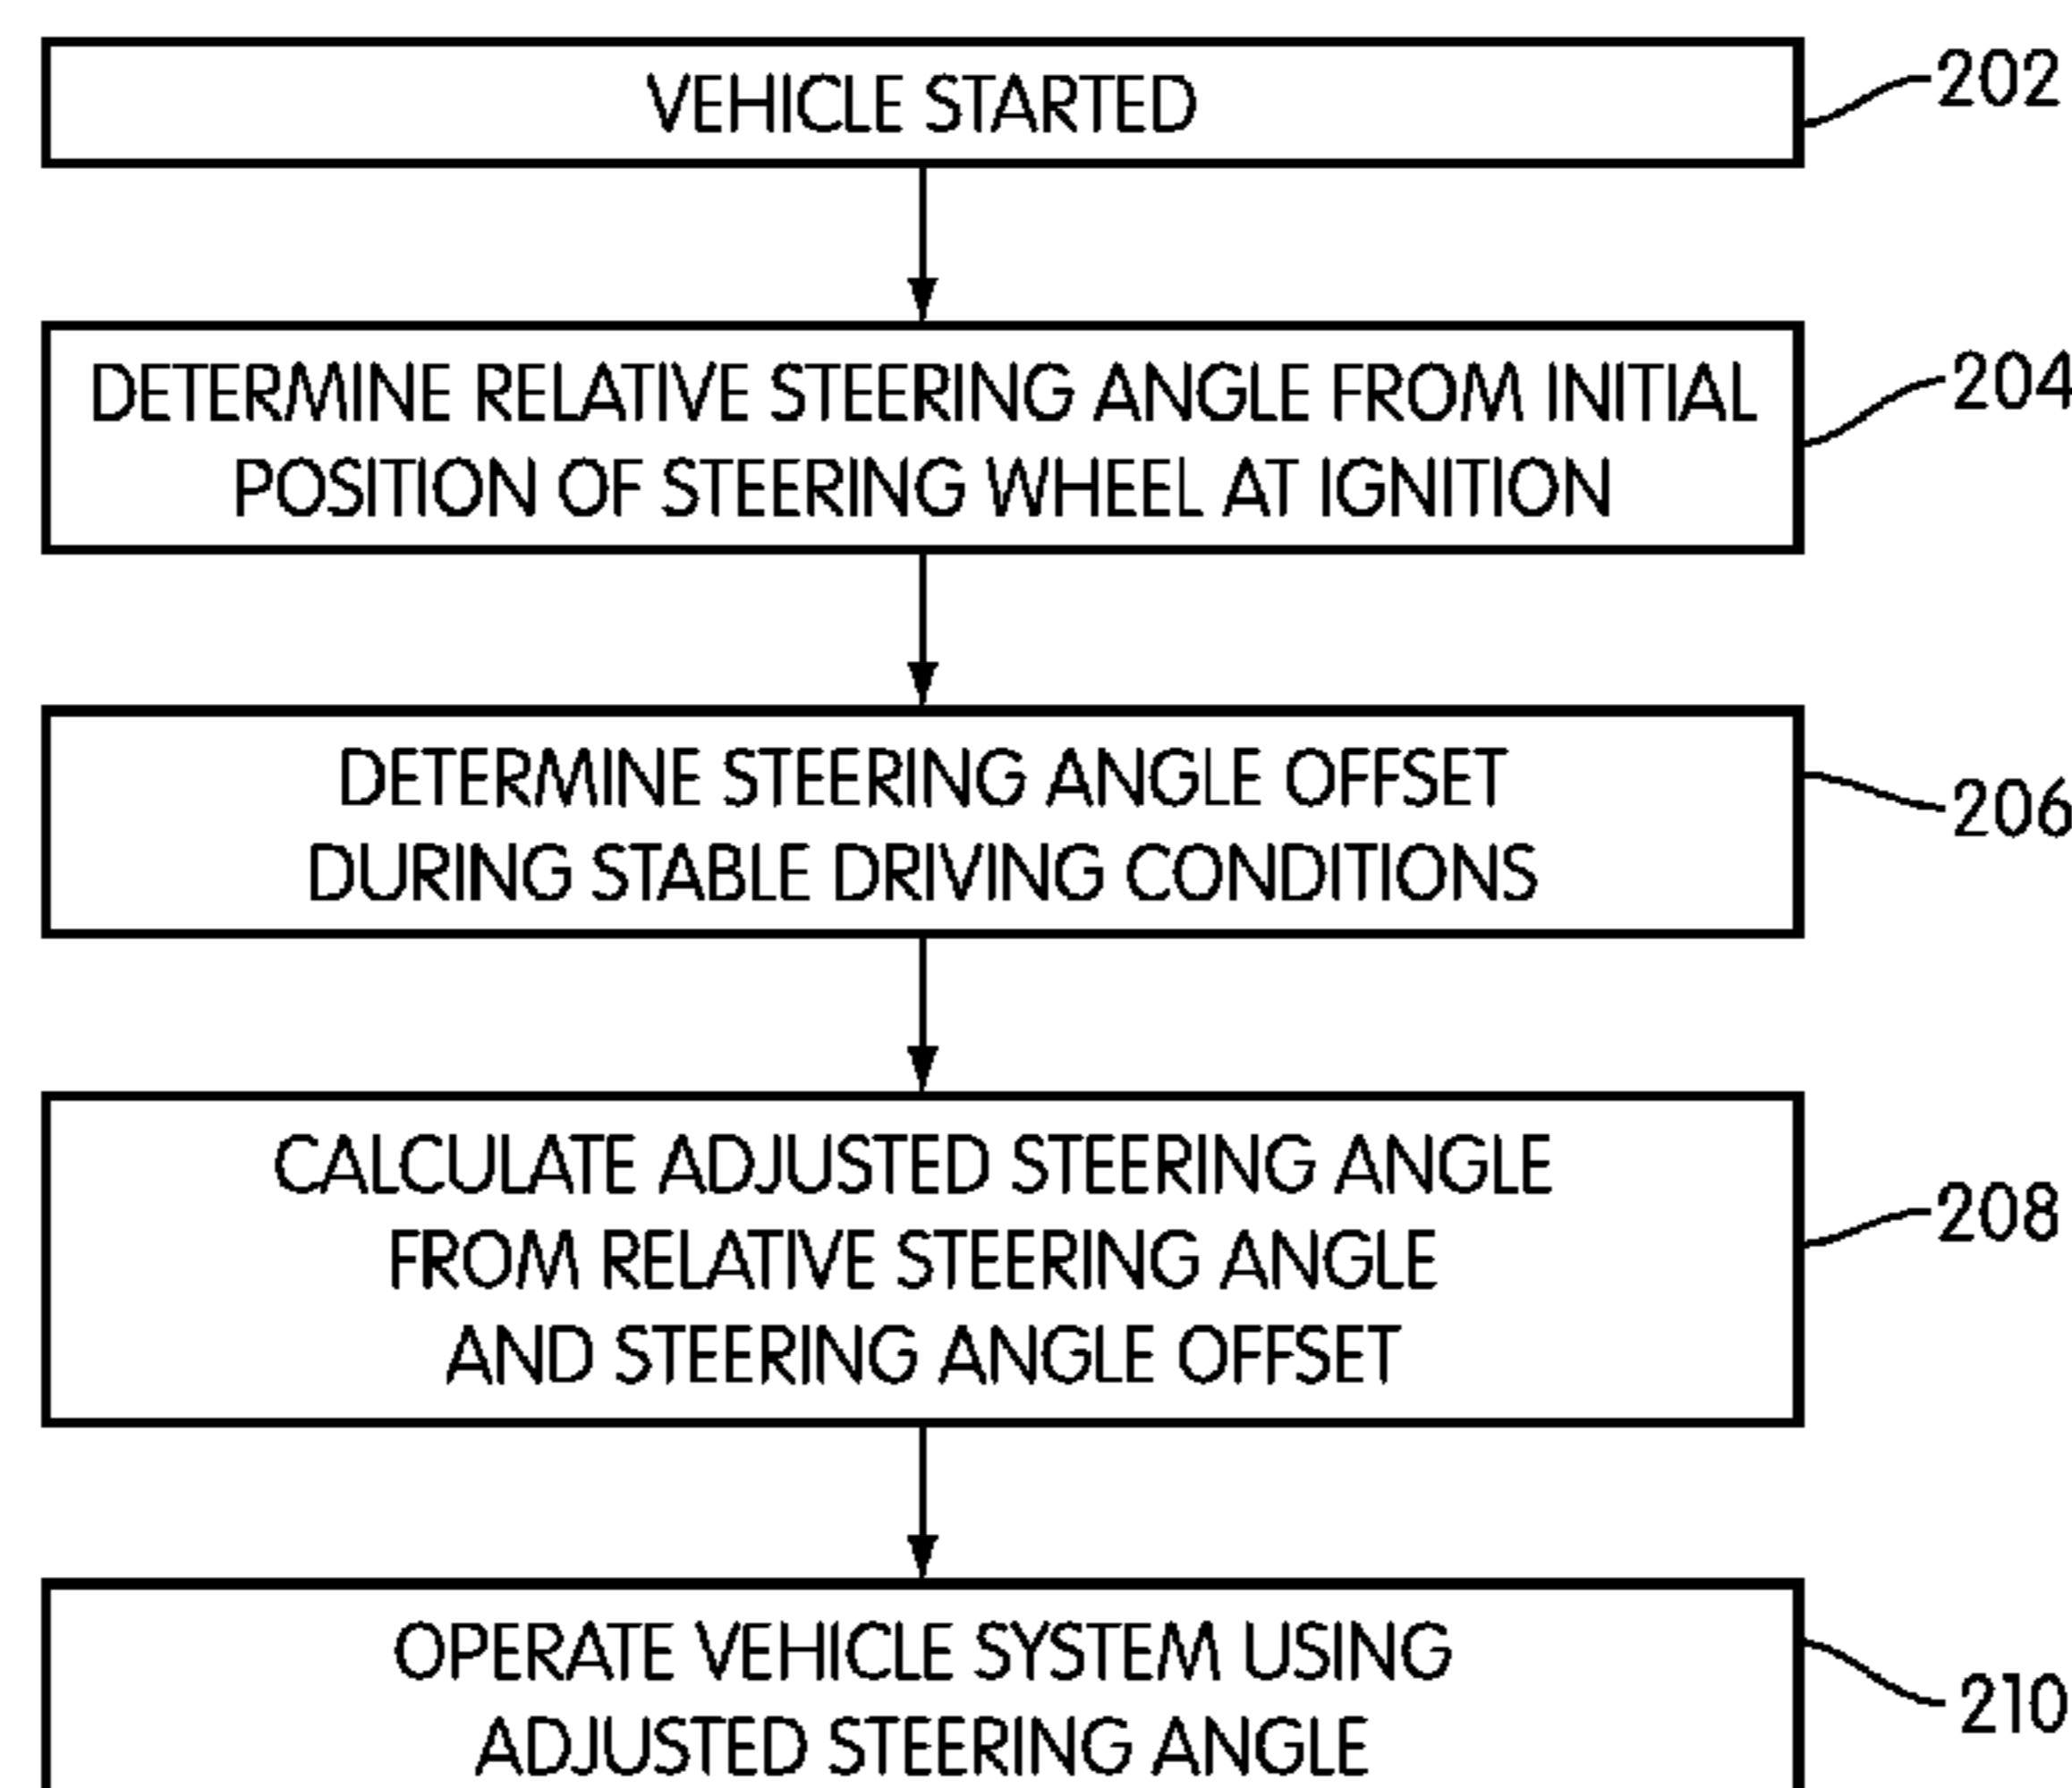 VEHICLE STARTED
202
DETERMINE RELATIVE STEERING ANGLE FROM INITIAL
POSITION OF STEERING WHEEL AT IGNITION
204
DETERMINE STEERING ANGLE OFFSET
DURING STABLE DRIVING CONDITIONS
206
CALCULATE ADJUSTED STEERING ANGLE
FROM RELATIVE STEERING ANGLE
AND STEERING ANGLE OFFSET
208
OPERATE VEHICLE SYSTEM USING
ADJUSTED STEERING ANGLE
210